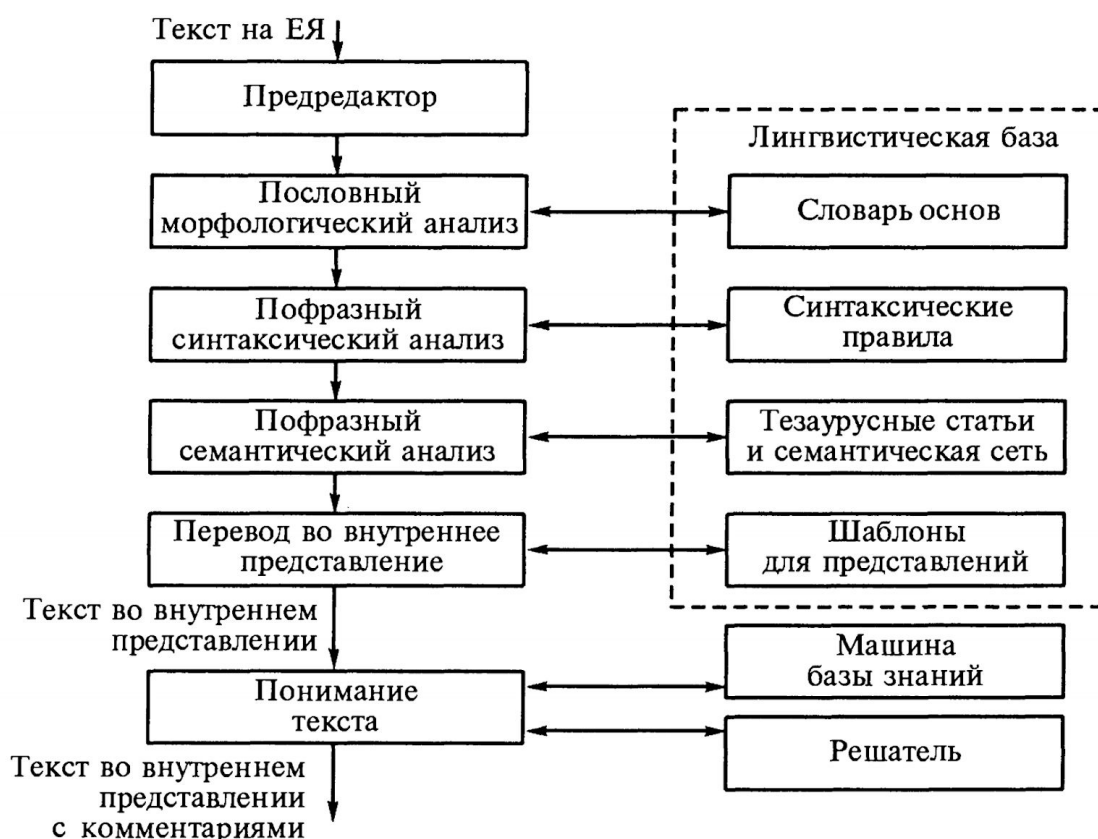 Текст на ЕЯ
Предредактор
Лингвистическая база
Пословный
морфологический анализ
Словарь основ
Пофразный
синтаксический анализ
Синтаксические
правила
Пофразный
семантический анализ
Тезаурусные статьи
и семантическая сеть
Перевод во внутреннее
представление
Шаблоны
для представлений
Текст во внутреннем
представлении
Машина
базы знаний
Понимание
текста
Решатель
Текст во внутреннем
представлении
с комментариями